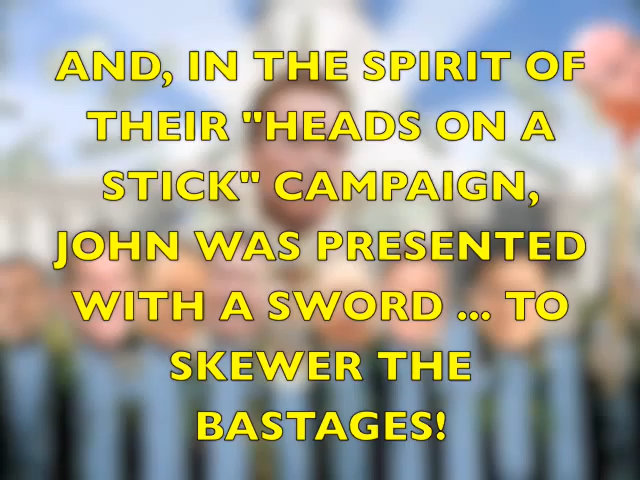 AND, IN THE SPIRIT OF
THEIR "HEADS ON A
STICK" CAMPAIGN,
JOHN WAS PRESENTED
WITH A SWORD ... TO
SKEWER THE
BASTAGES!